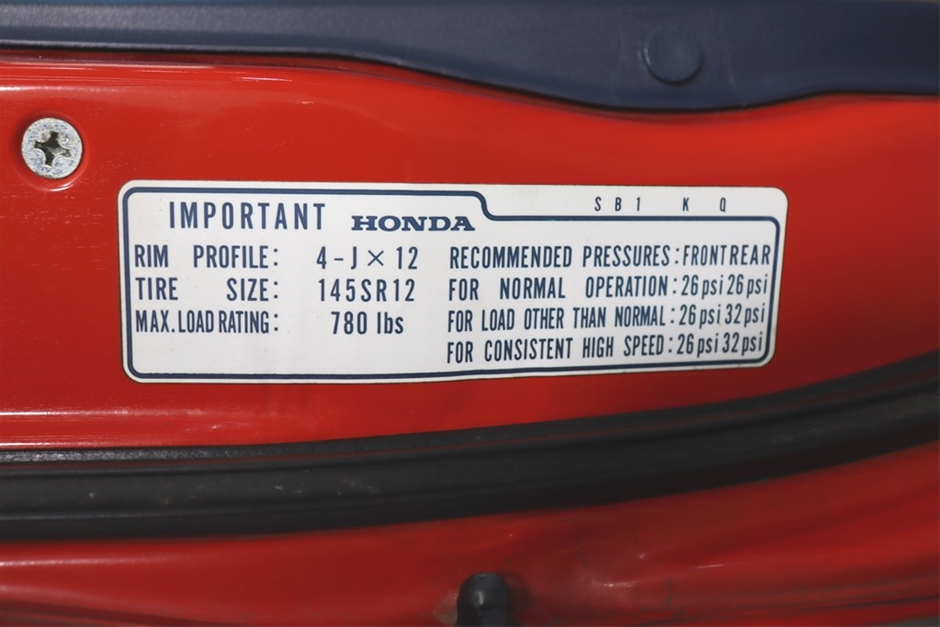 IMPORTANT HONDA
SB1 K Q
RIM PROFILE: 4-J×12
TIRE SIZE: 145SR12
MAX. LOAD RATING: 780 lbs
RECOMMENDED PRESSURES: FRONT REAR
FOR NORMAL OPERATION: 26 psi 26 psi
FOR LOAD OTHER THAN NORMAL: 26 psi 32 psi
FOR CONSISTENT HIGH SPEED: 26 psi 32 psi